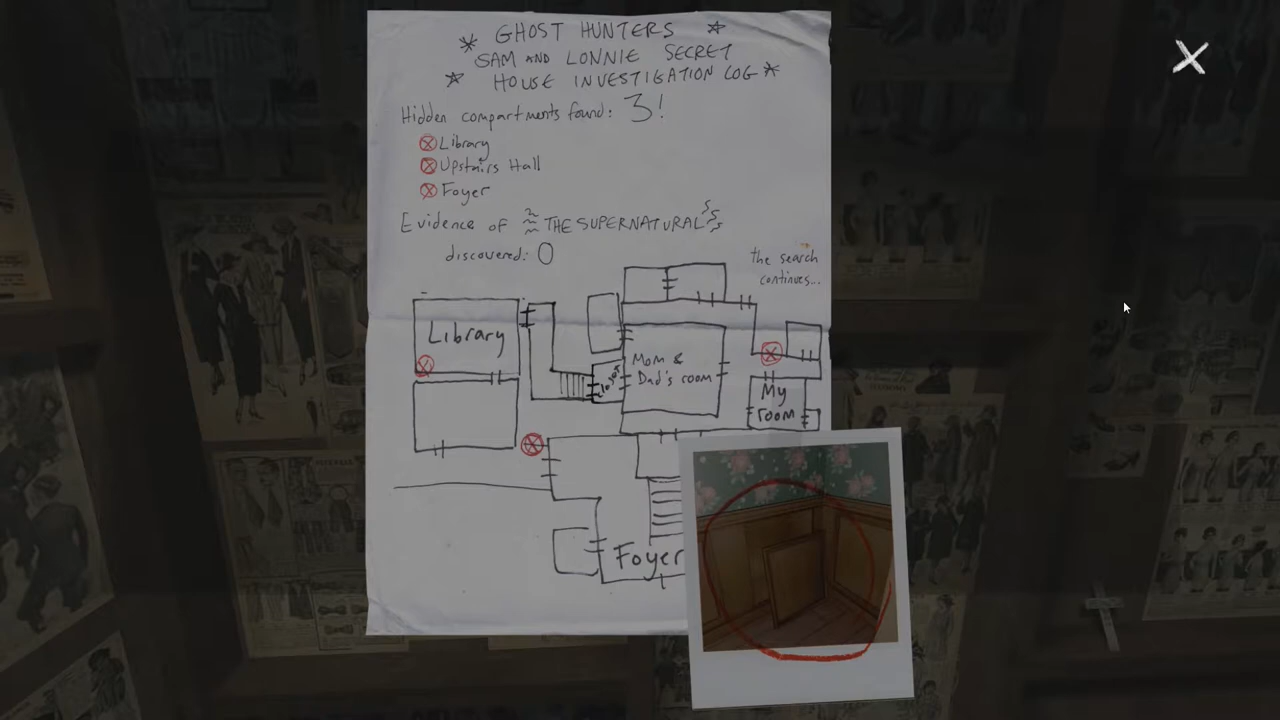 GHOST HUNTERS
SAM AND LONNIE SECRET
HOUSE INVESTIGATION LOG
Hidden compartments found: 3!
Library
Upstairs Hall
Foyer
Evidence of THE SUPERNATURAL
discovered: 0
the search
continues...
Library
Mom &
Dad's room
closet
My
room
Foyer